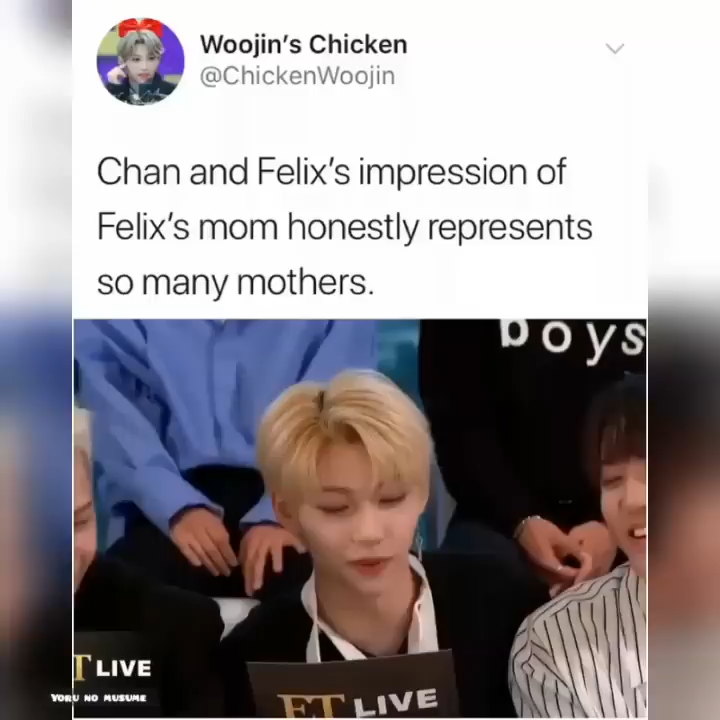 Woojin's Chicken
@ChickenWoojin
Chan and Felix's impression of
Felix's mom honestly represents
so many mothers.
boys
T LIVE
YORU NO MUSUME
ET LIVE